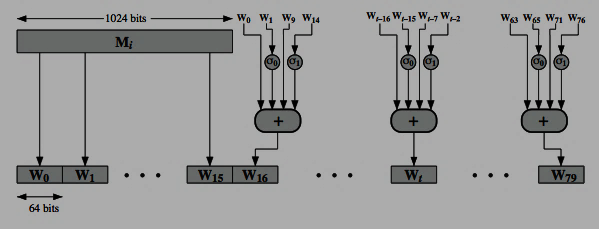 1024 bits
W0 W1 W9 W14
Wt–16 Wt–15 Wt–7 Wt–2
W63 W65 W71 W76
Mi
σ0 σ1
σ0 σ1
σ0 σ1
+
+
+
W0 W1 • • • W15 W16 • • • Wt • • • W79
64 bits